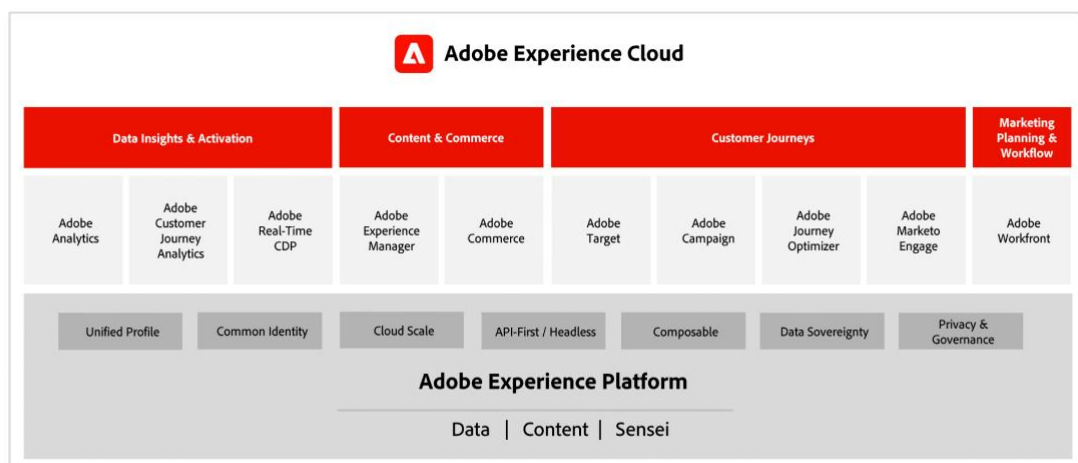 Adobe Experience Cloud
Data Insights & Activation
Content & Commerce
Customer Journeys
Marketing
Planning &
Workflow
Adobe
Analytics
Adobe
Customer
Journey
Analytics
Adobe
Real-Time
CDP
Adobe
Experience
Manager
Adobe
Commerce
Adobe
Target
Adobe
Campaign
Adobe
Journey
Optimizer
Adobe
Marketo
Engage
Adobe
Workfront
Unified Profile
Common Identity
Cloud Scale
API-First / Headless
Composable
Data Sovereignty
Privacy &
Governance
Adobe Experience Platform
Data | Content | Sensei